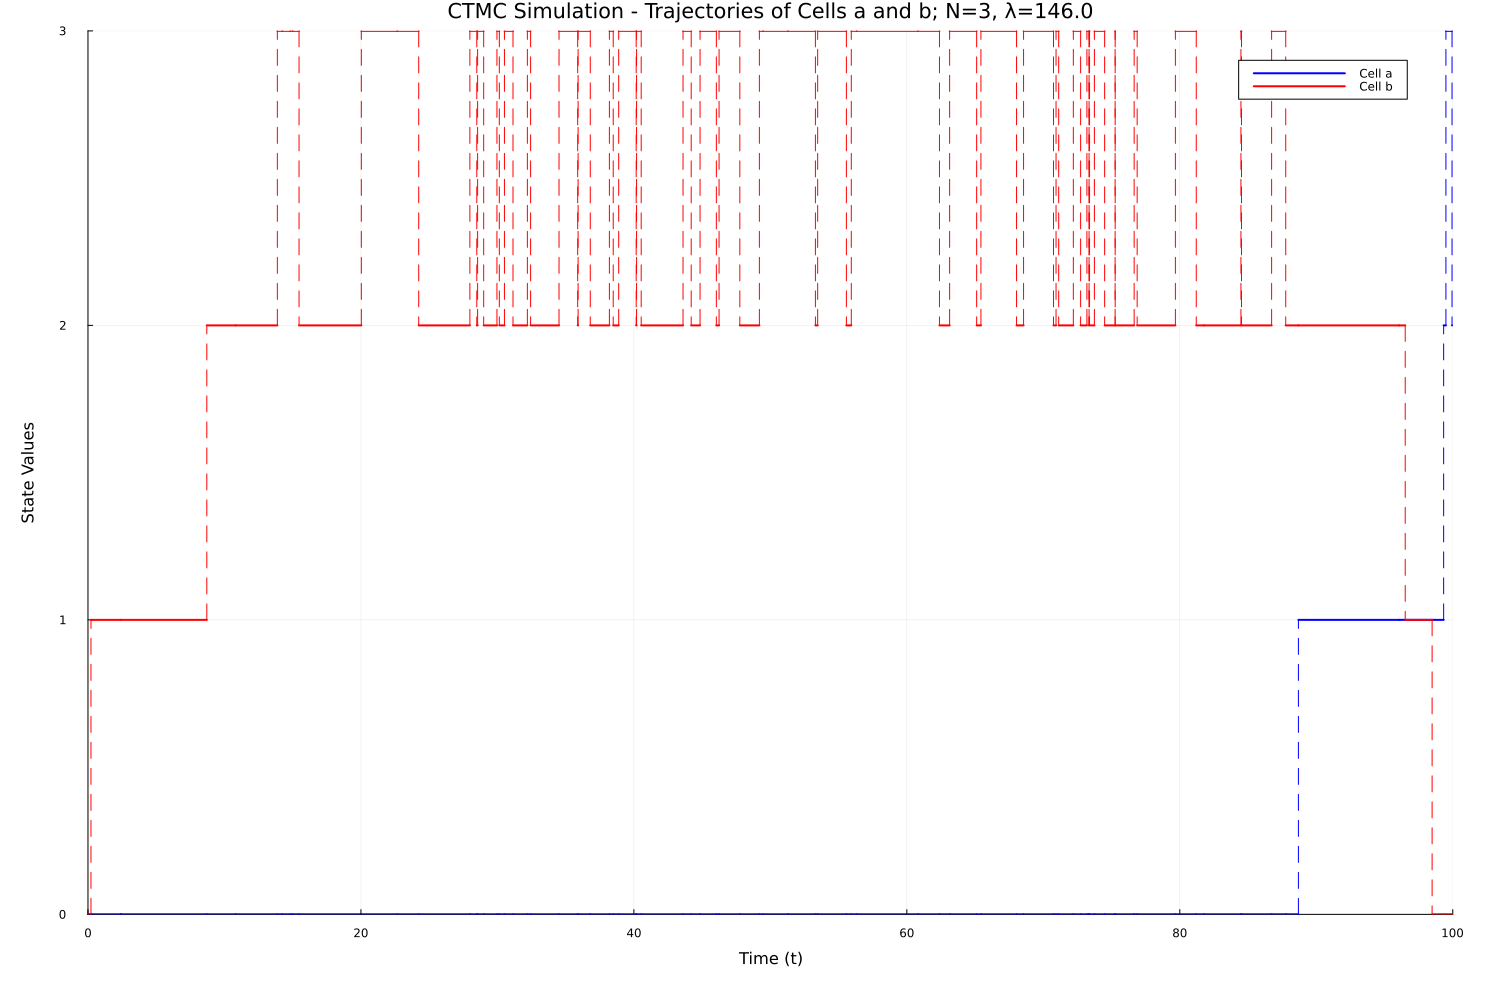 CTMC Simulation - Trajectories of Cells a and b; N=3, λ=146.0
3
Cell a
Cell b
2
State Values
1
0
0 20 40 60 80 100
Time (t)